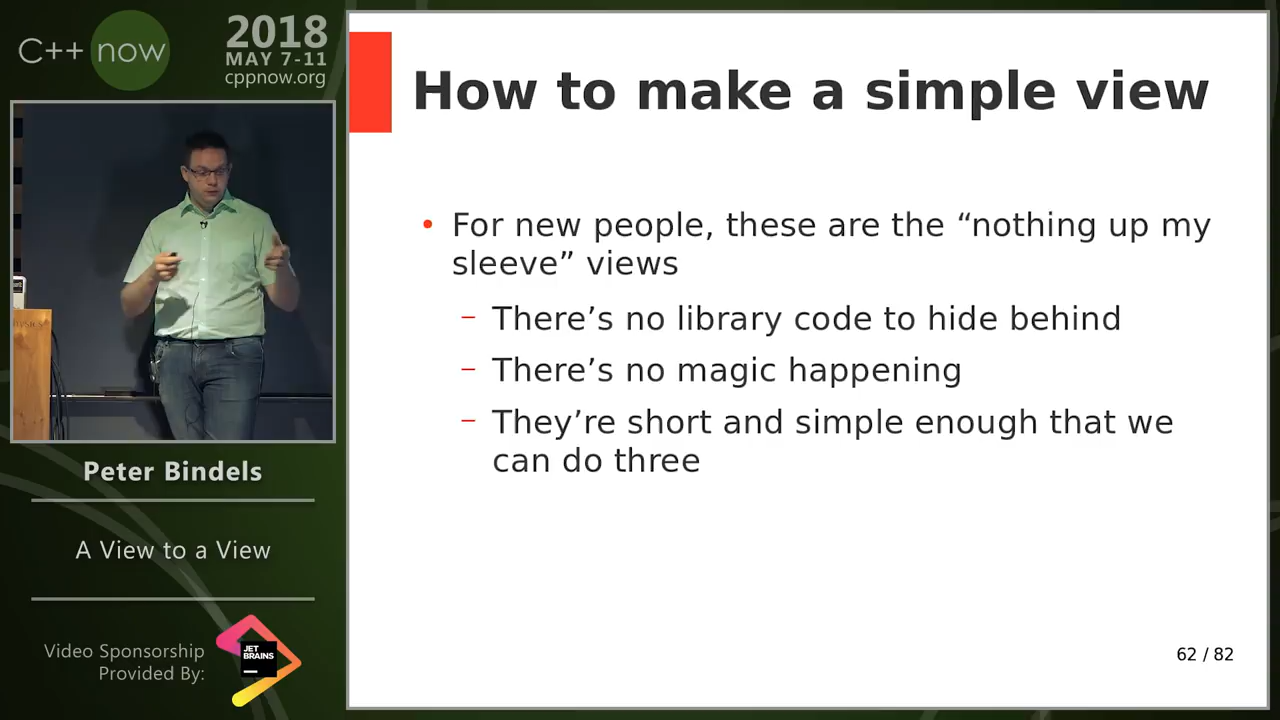 C++ now
2018
MAY 7-11
cppnow.org
How to make a simple view
• For new people, these are the “nothing up my
sleeve” views
– There’s no library code to hide behind
– There’s no magic happening
– They’re short and simple enough that we
can do three
62 / 82
Peter Bindels
A View to a View
Video Sponsorship
Provided By:
JET
BRAINS